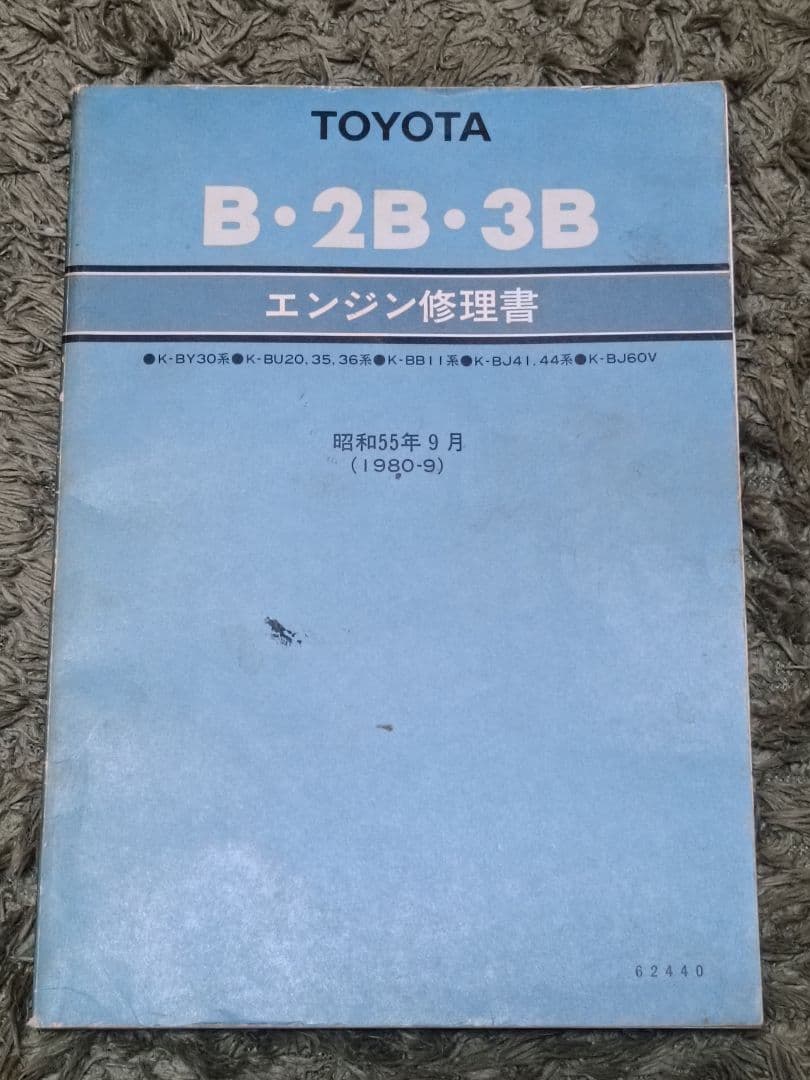 TOYOTA
B・2B・3B
エンジン修理書
●K-BY30系●K-BU20,35,36系●K-BB11系●K-BJ41,44系●K-BJ60V
昭和55年9月
(1980-9)
62440